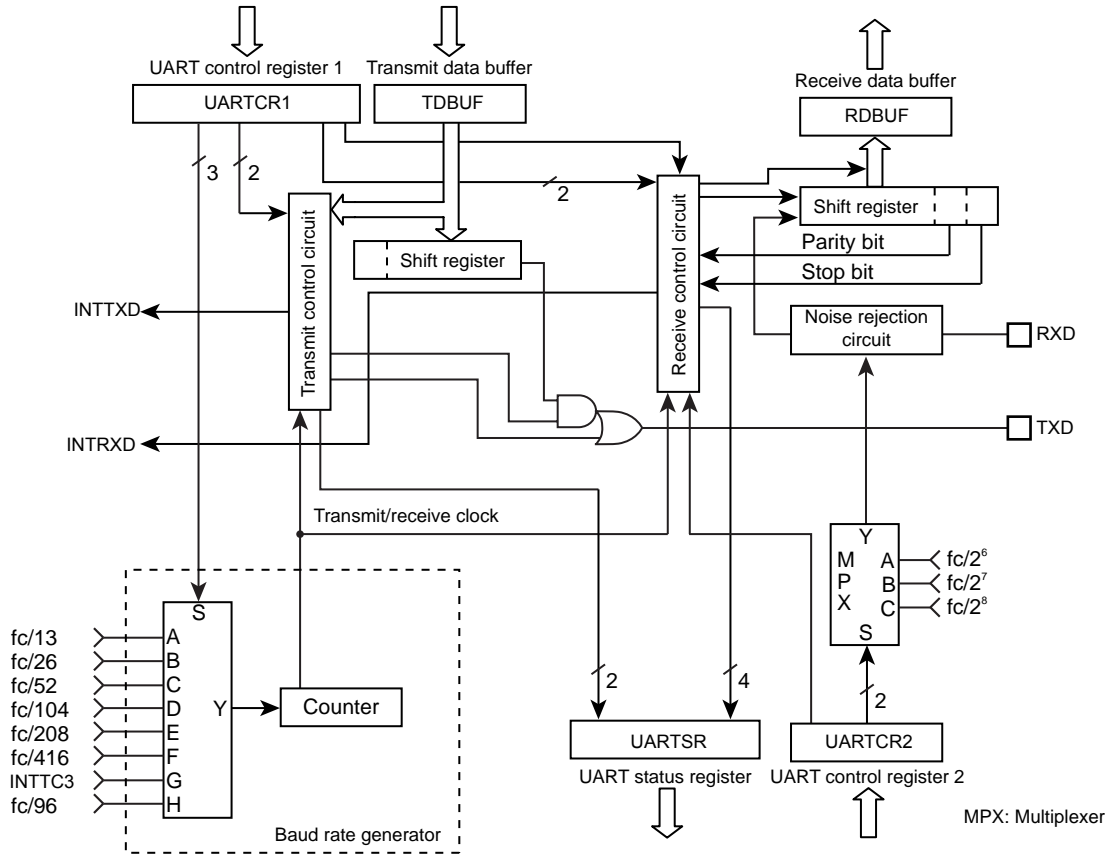 UART control register 1
Transmit data buffer
Receive data buffer
UARTCR1
TDBUF
RDBUF
3
2
2
Transmit control circuit
Shift register
Receive control circuit
Shift register
Parity bit
Stop bit
INTTXD
Noise rejection
circuit
RXD
INTRXD
TXD
Transmit/receive clock
Y
M
P
X
A
B
C
S
fc/2⁶
fc/2⁷
fc/2⁸
S
fc/13
A
fc/26
B
fc/52
C
fc/104
D
Y
Counter
fc/208
E
fc/416
F
INTTC3
G
fc/96
H
2
4
2
UARTSR
UARTCR2
UART status register
UART control register 2
Baud rate generator
MPX: Multiplexer